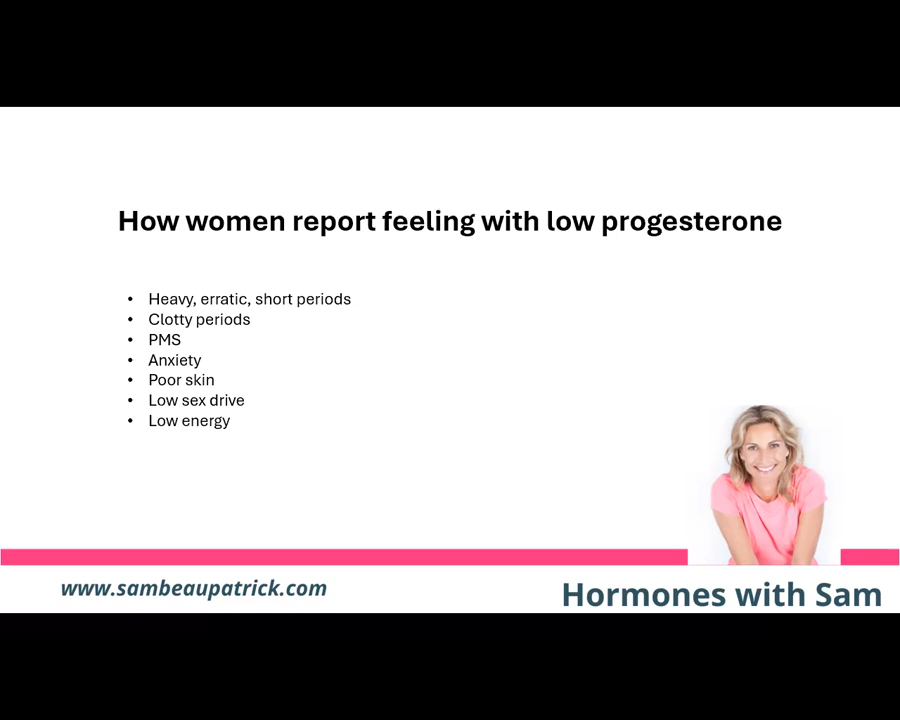 How women report feeling with low progesterone
• Heavy, erratic, short periods
• Clotty periods
• PMS
• Anxiety
• Poor skin
• Low sex drive
• Low energy
www.sambeaupatrick.com
Hormones with Sam